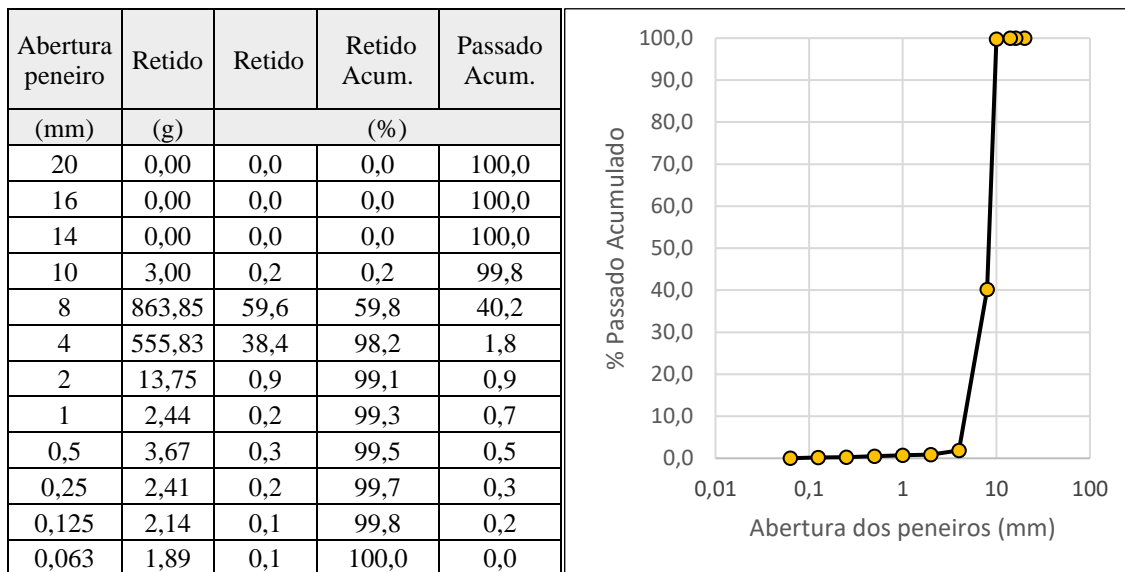 Abertura peneiro Retido Retido Retido Acum. Passado Acum.
(mm) (g) (%)
20 0,00 0,0 0,0 100,0
16 0,00 0,0 0,0 100,0
14 0,00 0,0 0,0 100,0
10 3,00 0,2 0,2 99,8
8 863,85 59,6 59,8 40,2
4 555,83 38,4 98,2 1,8
2 13,75 0,9 99,1 0,9
1 2,44 0,2 99,3 0,7
0,5 3,67 0,3 99,5 0,5
0,25 2,41 0,2 99,7 0,3
0,125 2,14 0,1 99,8 0,2
0,063 1,89 0,1 100,0 0,0
% Passado Acumulado
100,0
90,0
80,0
70,0
60,0
50,0
40,0
30,0
20,0
10,0
0,0
0,01 0,1 1 10 100
Abertura dos peneiros (mm)